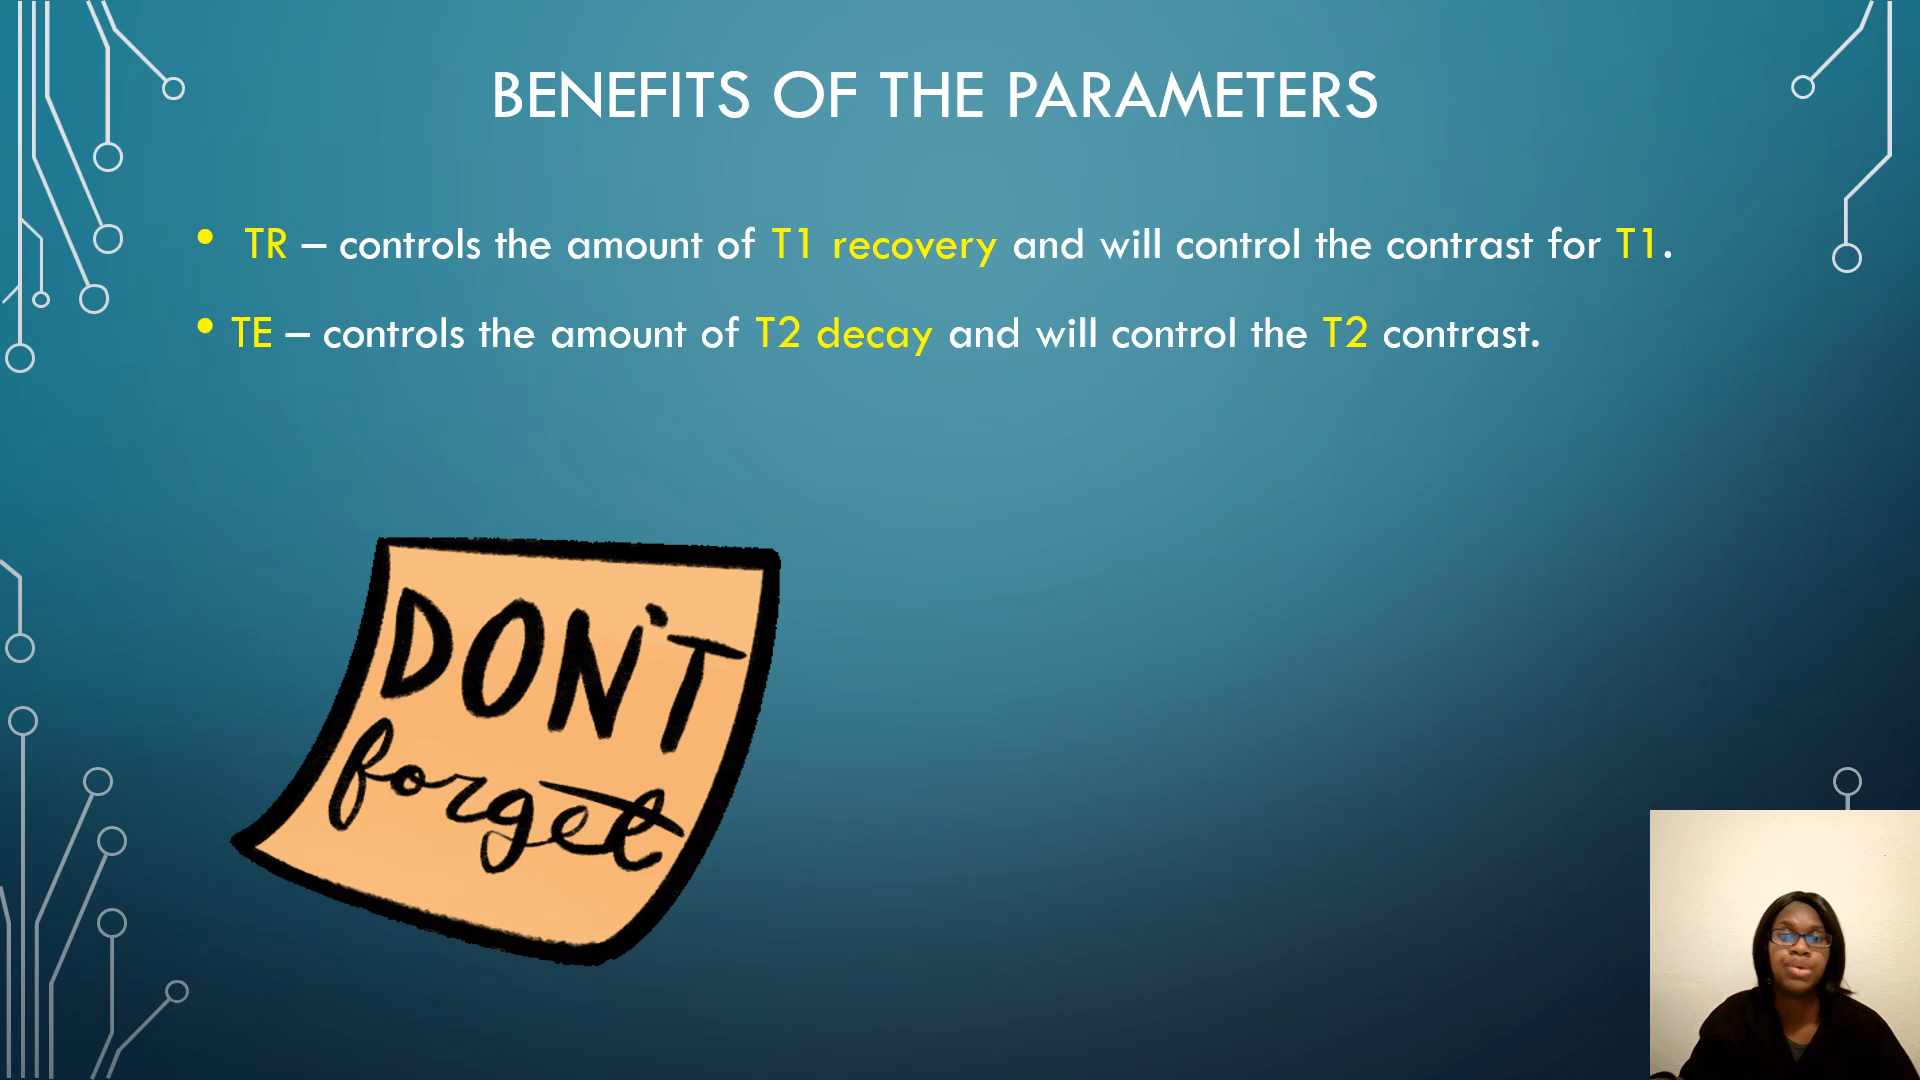 BENEFITS OF THE PARAMETERS
• TR – controls the amount of T1 recovery and will control the contrast for T1.
• TE – controls the amount of T2 decay and will control the T2 contrast.
DON'T
forget